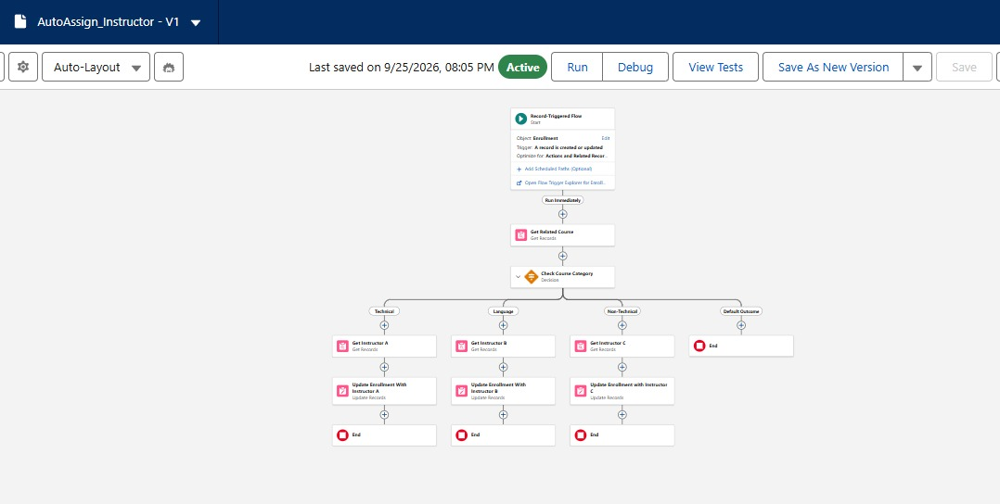 AutoAssign_Instructor - V1
Auto-Layout
Last saved on 9/25/2026, 08:05 PM
Active
Run
Debug
View Tests
Save As New Version
Save
Record-Triggered Flow
Start
Object: Enrollment
Edit
Trigger: A record is created or updated
Optimize for: Actions and Related Recor...
Add Scheduled Paths (Optional)
Open Flow Trigger Explorer for Enroll...
Run Immediately
Get Related Course
Get Records
Check Course Category
Decision
Technical
Language
Non-Technical
Default Outcome
Get Instructor A
Get Records
Get Instructor B
Get Records
Get Instructor C
Get Records
End
Update Enrollment With
Instructor A
Update Records
Update Enrollment With
Instructor B
Update Records
Update Enrollment with Instructor
C
Update Records
End
End
End